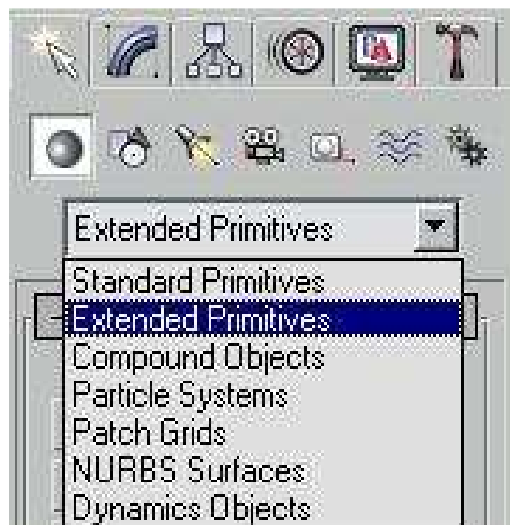 Extended Primitives
Standard Primitives
Extended Primitives
Compound Objects
Particle Systems
Patch Grids
NURBS Surfaces
Dynamics Objects